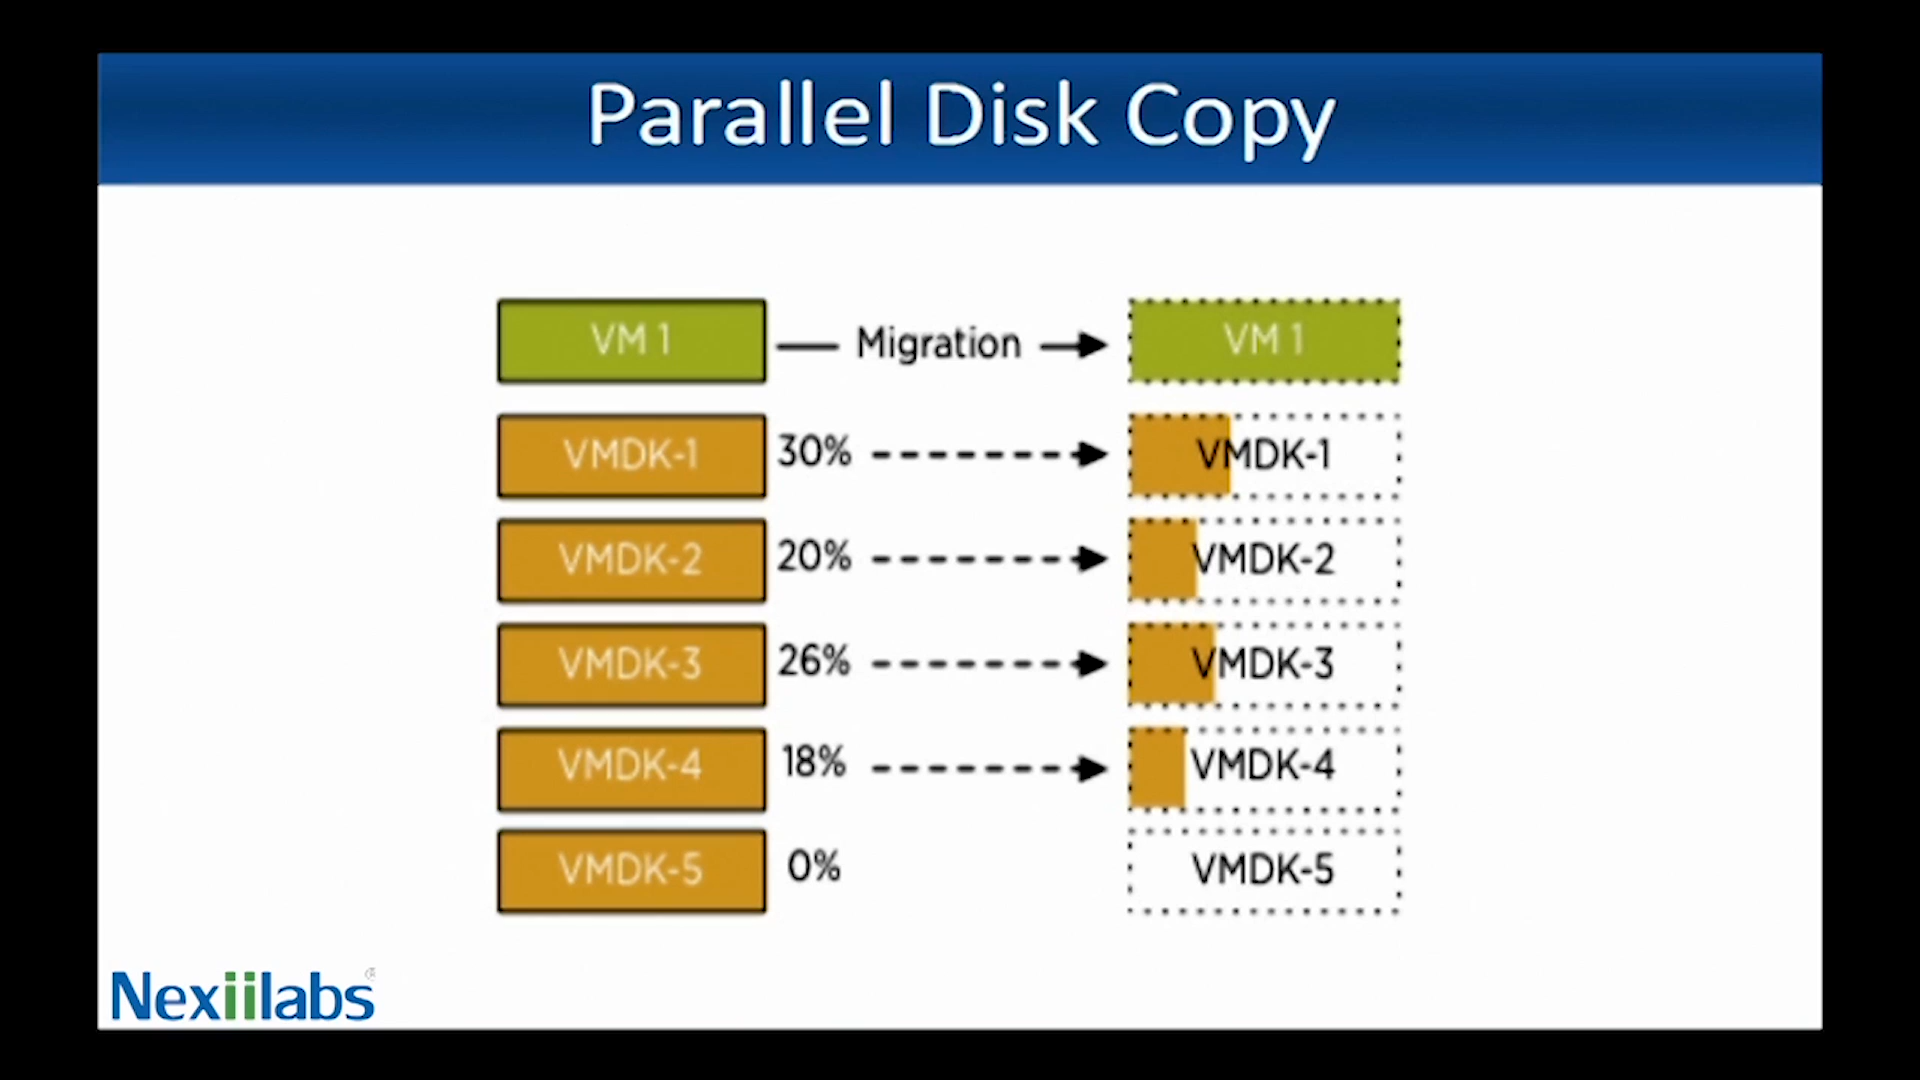 Parallel Disk Copy
VM 1 Migration VM 1
VMDK-1 30% VMDK-1
VMDK-2 20% VMDK-2
VMDK-3 26% VMDK-3
VMDK-4 18% VMDK-4
VMDK-5 0% VMDK-5
Nexiilabs®